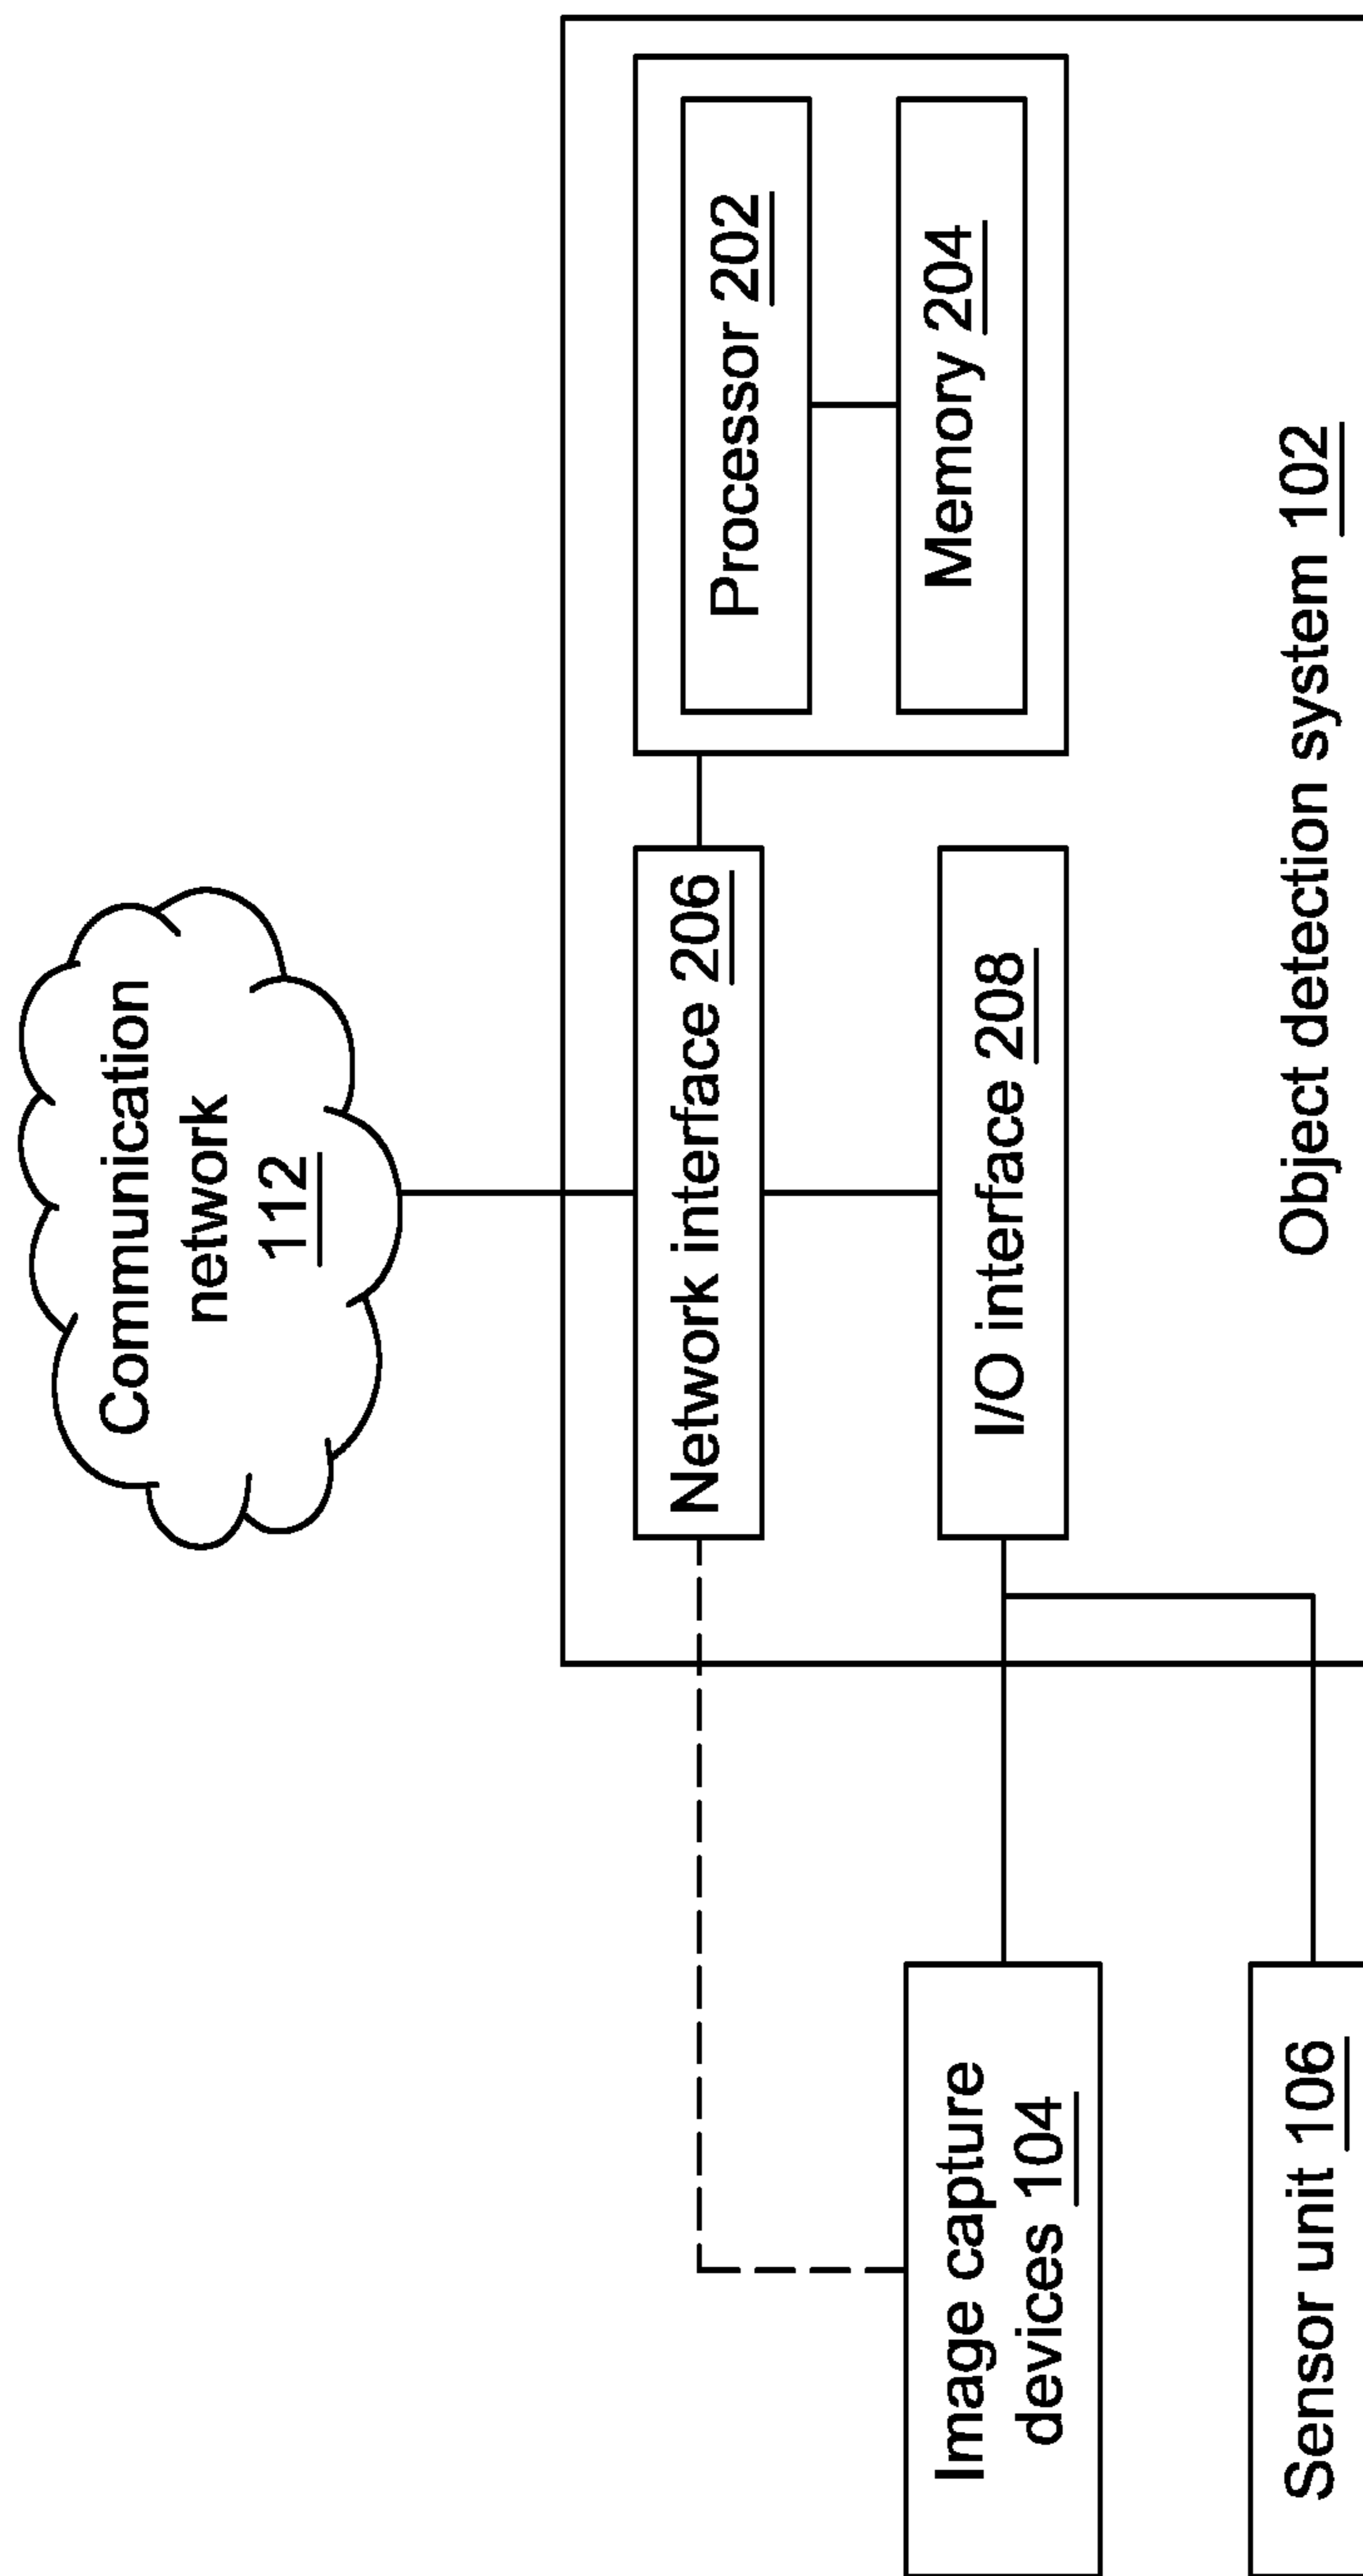 Communication
network
112
Network interface 206
Processor 202
Memory 204
I/O interface 208
Image capture
devices 104
Sensor unit 106
Object detection system 102